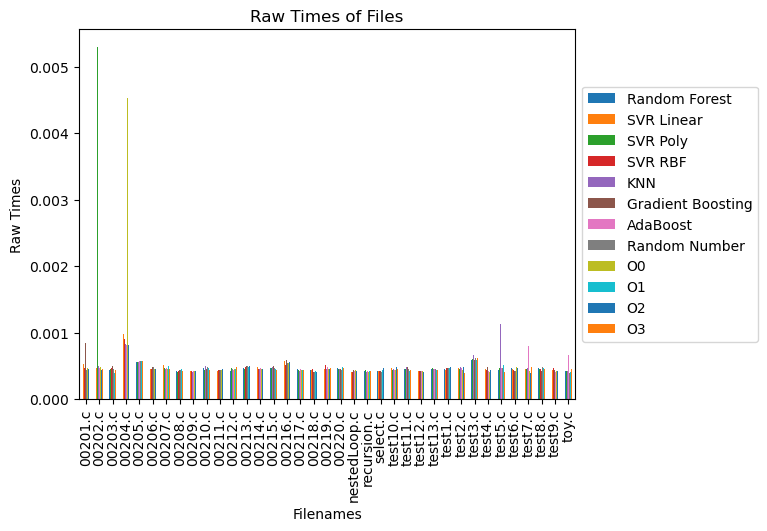 Raw Times of Files
Raw Times
0.005
0.004
0.003
0.002
0.001
0.000
00201.c
00202.c
00203.c
00204.c
00205.c
00206.c
00207.c
00208.c
00209.c
00210.c
00211.c
00212.c
00213.c
00214.c
00215.c
00216.c
00217.c
00218.c
00219.c
00220.c
nestedLoop.c
recursion.c
select.c
test10.c
test11.c
test12.c
test13.c
test1.c
test2.c
test3.c
test4.c
test5.c
test6.c
test7.c
test8.c
test9.c
toy.c
Filenames
Random Forest
SVR Linear
SVR Poly
SVR RBF
KNN
Gradient Boosting
AdaBoost
Random Number
O0
O1
O2
O3